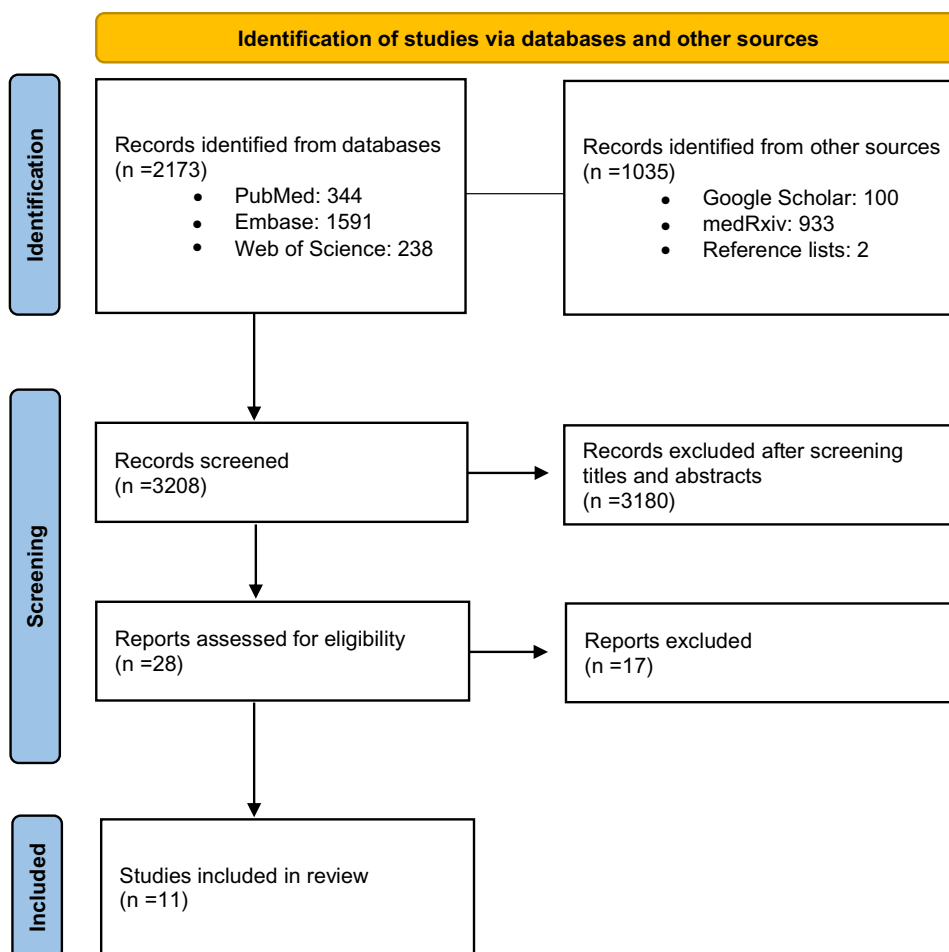 Identification of studies via databases and other sources
Identification
Records identified from databases
(n =2173)
• PubMed: 344
• Embase: 1591
• Web of Science: 238
Records identified from other sources
(n =1035)
• Google Scholar: 100
• medRxiv: 933
• Reference lists: 2
Screening
Records screened
(n =3208)
Records excluded after screening
titles and abstracts
(n =3180)
Reports assessed for eligibility
(n =28)
Reports excluded
(n =17)
Included
Studies included in review
(n =11)